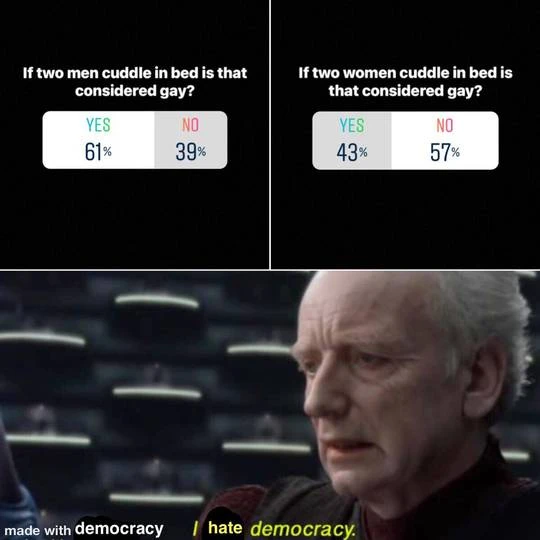 If two men cuddle in bed is that
considered gay?
YES NO
61% 39%
If two women cuddle in bed is
that considered gay?
YES NO
43% 57%
made with democracy I hate democracy.